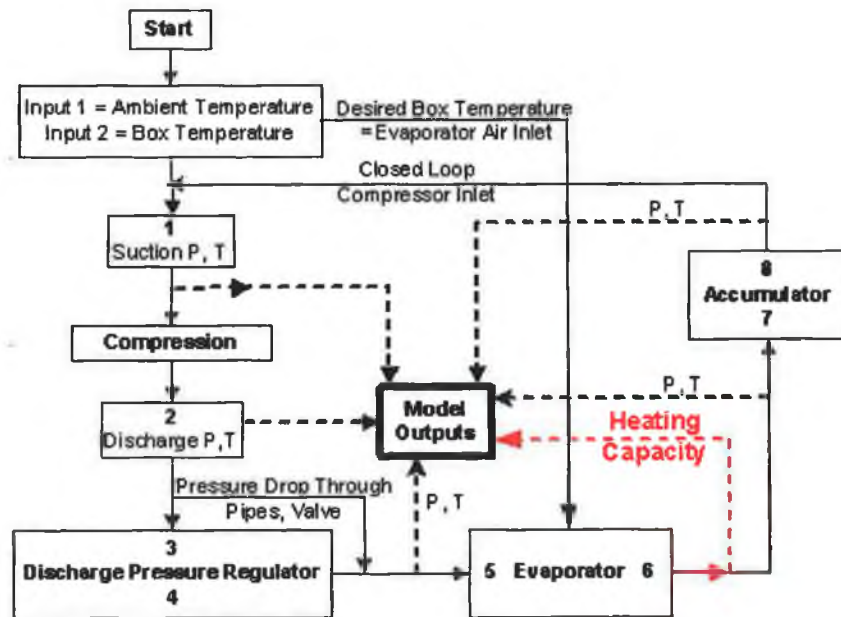 Start
Input 1 = Ambient Temperature
Input 2 = Box Temperature
Desired Box Temperature
=Evaporator Air Inlet
Closed Loop
Compressor Inlet
1
Suction P, T
P, T
8
Accumulator
7
Compression
P, T
2
Discharge P,T
Model
Outputs
Heating
Capacity
Pressure Drop Through
Pipes, Valve
P, T
3
Discharge Pressure Regulator
4
5 Evaporator 6